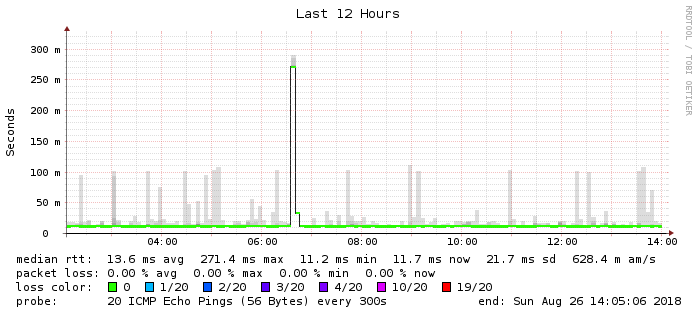 Last 12 Hours
RRDTOOL / TOBI OETIKER
Seconds
300 m
250 m
200 m
150 m
100 m
50 m
0
04:00 06:00 08:00 10:00 12:00 14:00
median rtt: 13.6 ms avg 271.4 ms max 11.2 ms min 11.7 ms now 21.7 ms sd 628.4 m am/s
packet loss: 0.00 % avg 0.00 % max 0.00 % min 0.00 % now
loss color: 0 1/20 2/20 3/20 4/20 10/20 19/20
probe: 20 ICMP Echo Pings (56 Bytes) every 300s end: Sun Aug 26 14:05:06 2018